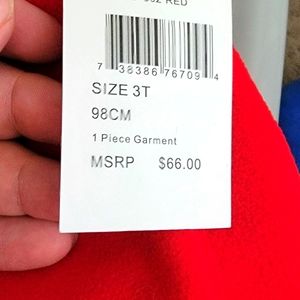 RED
7 38386 76709 4
SIZE 3T
98CM
1 Piece Garment
MSRP $66.00